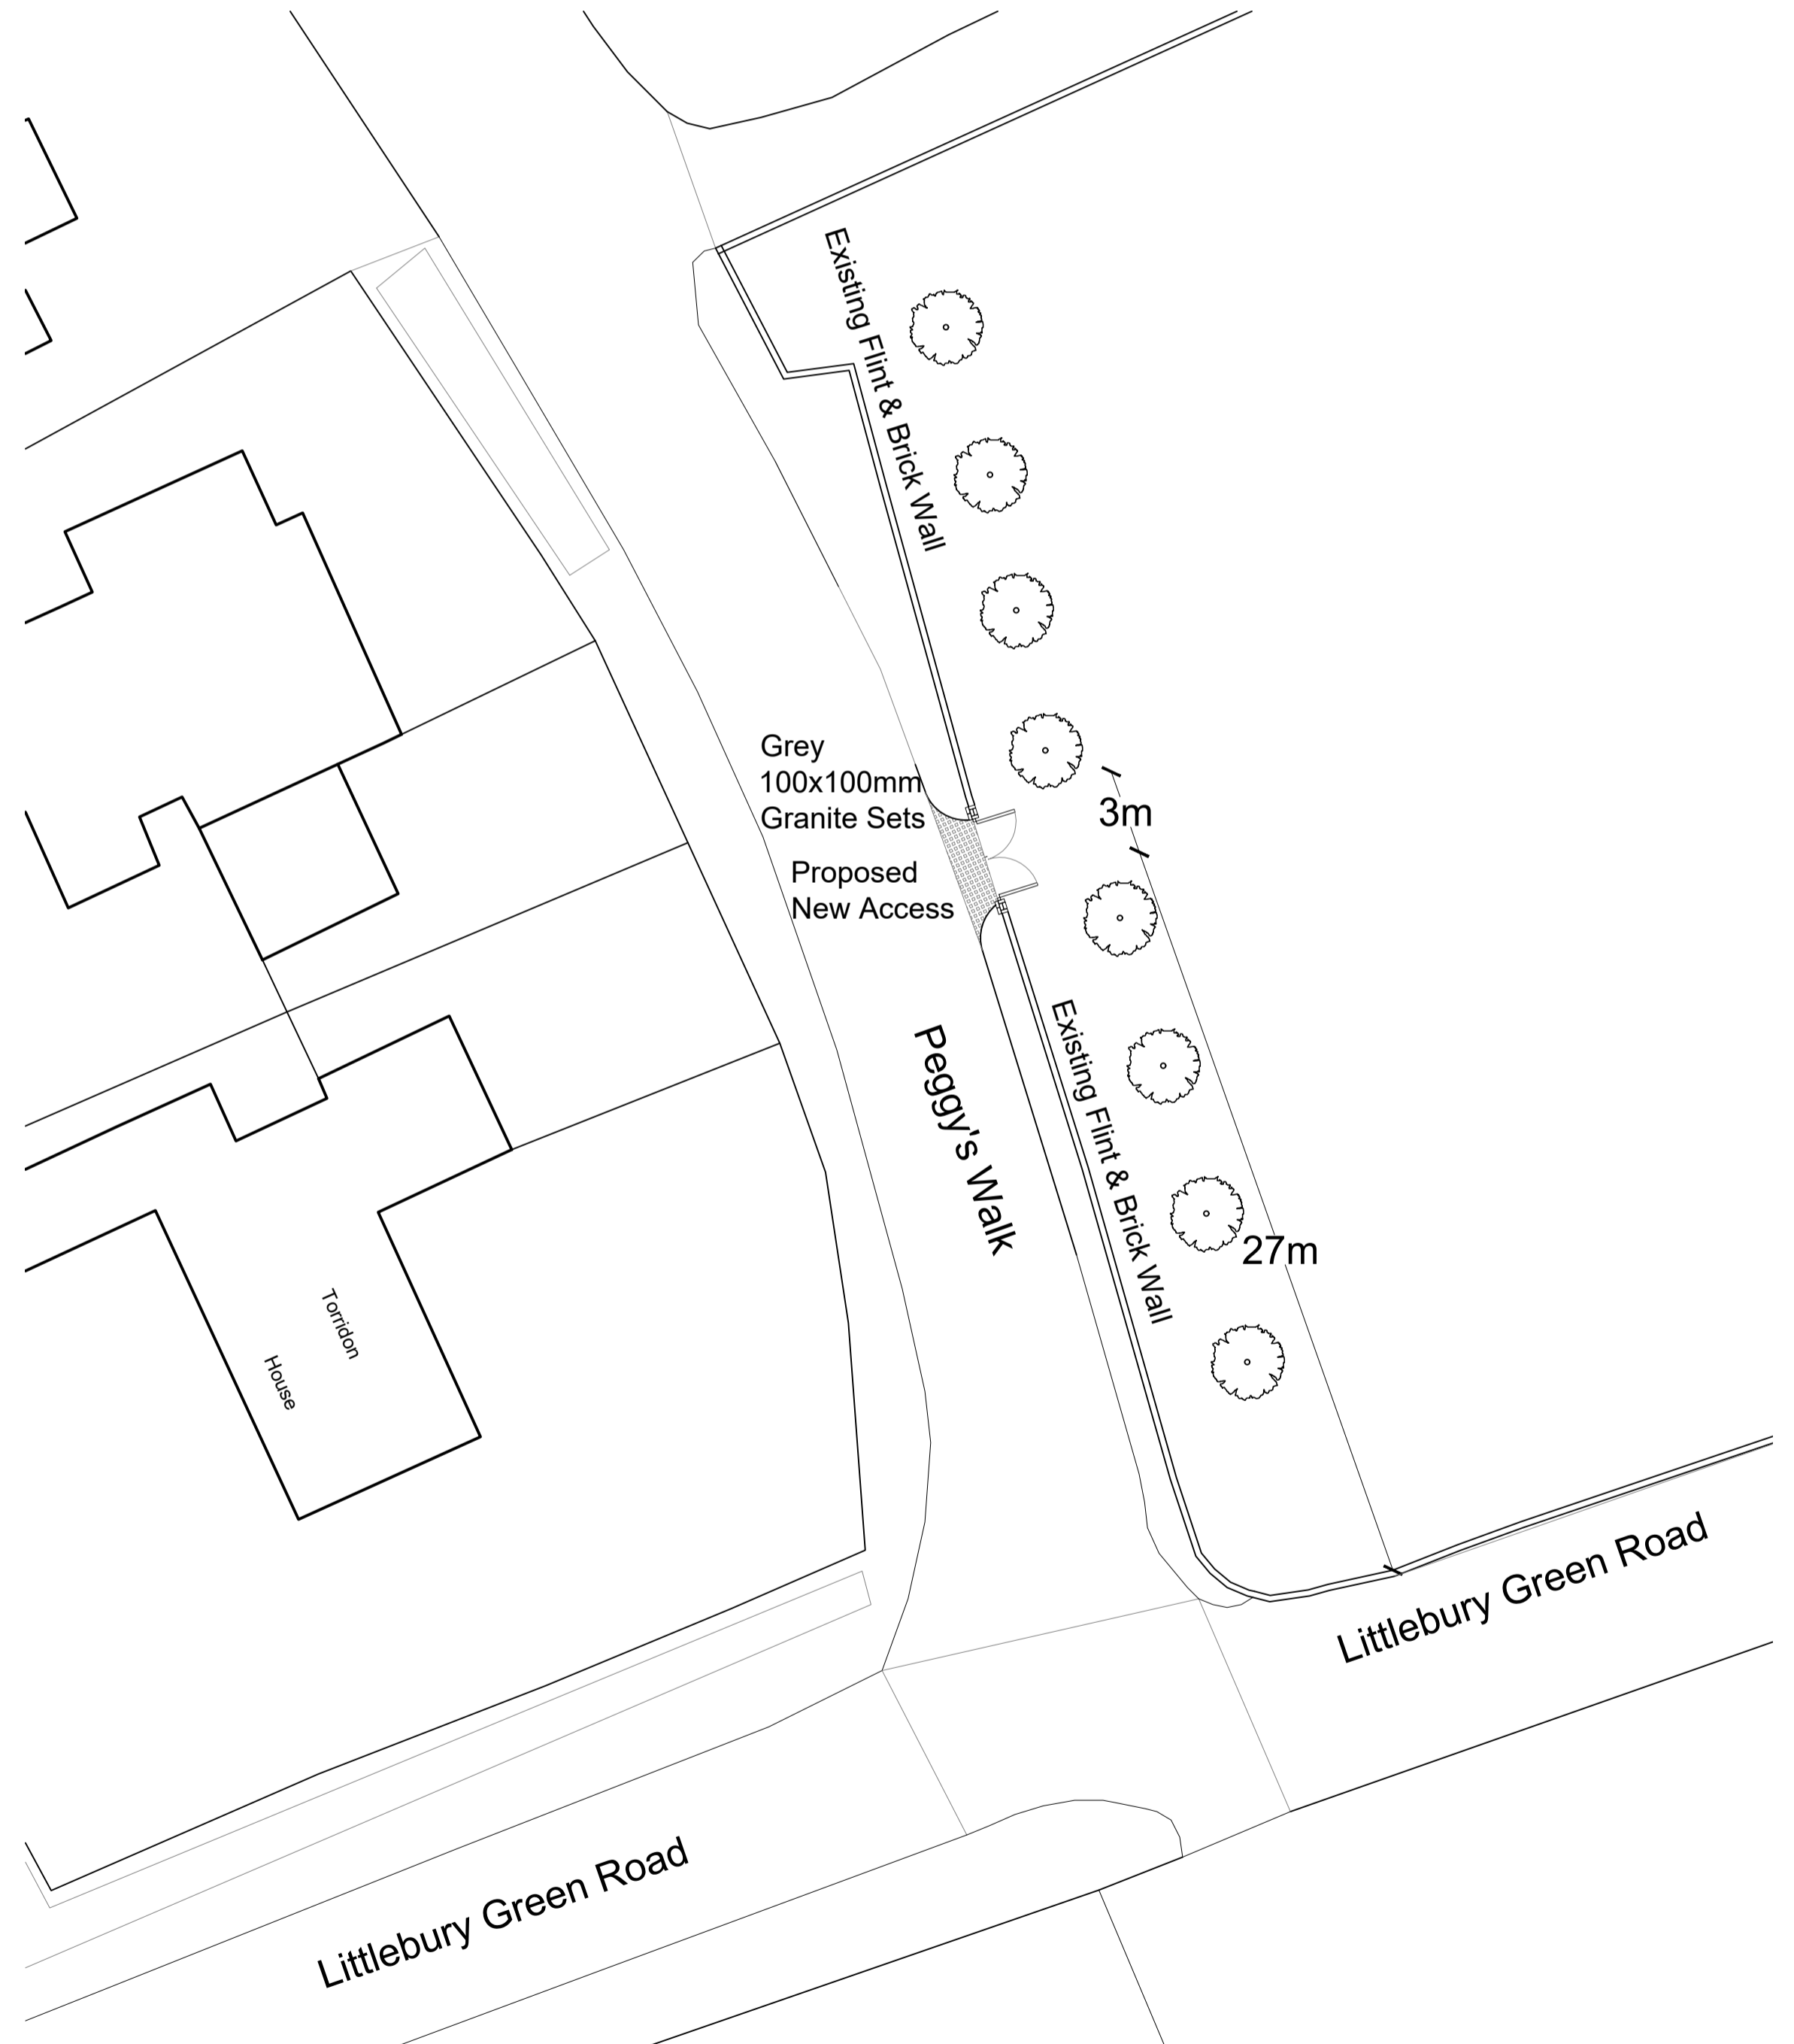 Existing Flint & Brick Wall
Grey
100x100mm
Granite Sets
3m
Proposed
New Access
Peggy's Walk
Existing Flint & Brick Wall
27m
Torridon
House
Littlebury Green Road
Littlebury Green Road